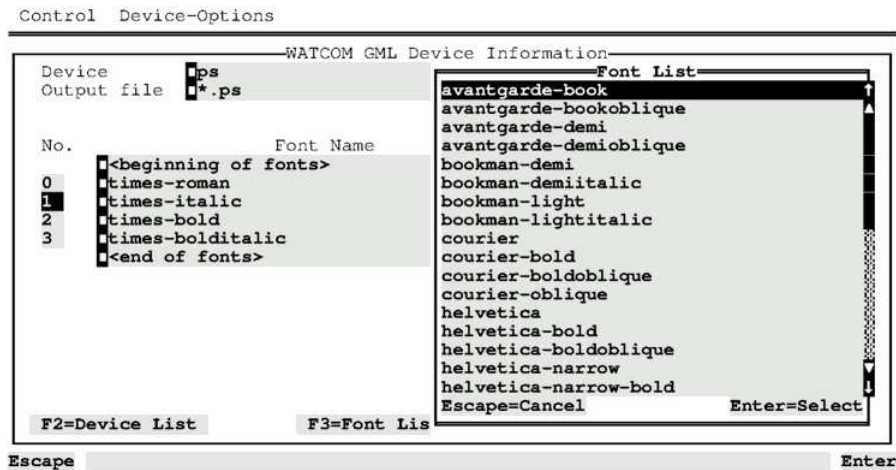 Control Device-Options
WATCOM GML Device Information
Device ps
Output file *.ps
No. Font Name
<beginning of fonts>
0 times-roman
1 times-italic
2 times-bold
3 times-bolditalic
<end of fonts>
F2=Device List F3=Font Lis
Font List
avantgarde-book
avantgarde-bookoblique
avantgarde-demi
avantgarde-demioblique
bookman-demi
bookman-demiitalic
bookman-light
bookman-lightitalic
courier
courier-bold
courier-boldoblique
courier-oblique
helvetica
helvetica-bold
helvetica-boldoblique
helvetica-narrow
helvetica-narrow-bold
Escape=Cancel Enter=Select
Escape Enter